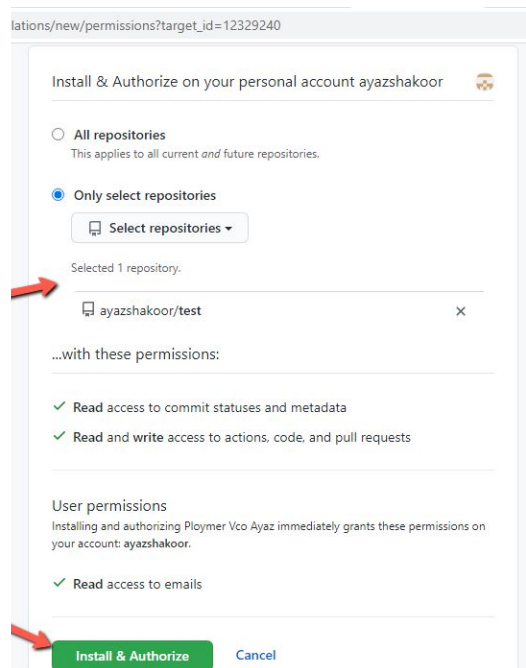 lations/new/permissions?target_id=12329240
Install & Authorize on your personal account ayazshakoor
All repositories
This applies to all current and future repositories.
Only select repositories
Select repositories
Selected 1 repository.
ayazshakoor/test
...with these permissions:
Read access to commit statuses and metadata
Read and write access to actions, code, and pull requests
User permissions
Installing and authorizing Ploymer Vco Ayaz immediately grants these permissions on
your account: ayazshakoor.
Read access to emails
Install & Authorize Cancel